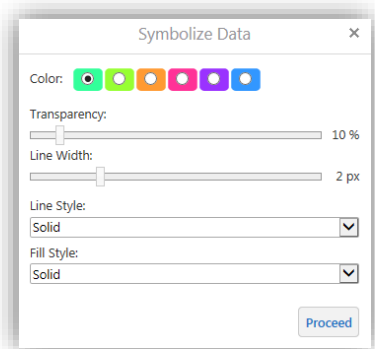 Symbolize Data ×
Color:
Transparency:
10 %
Line Width:
2 px
Line Style:
Solid
Fill Style:
Solid
Proceed